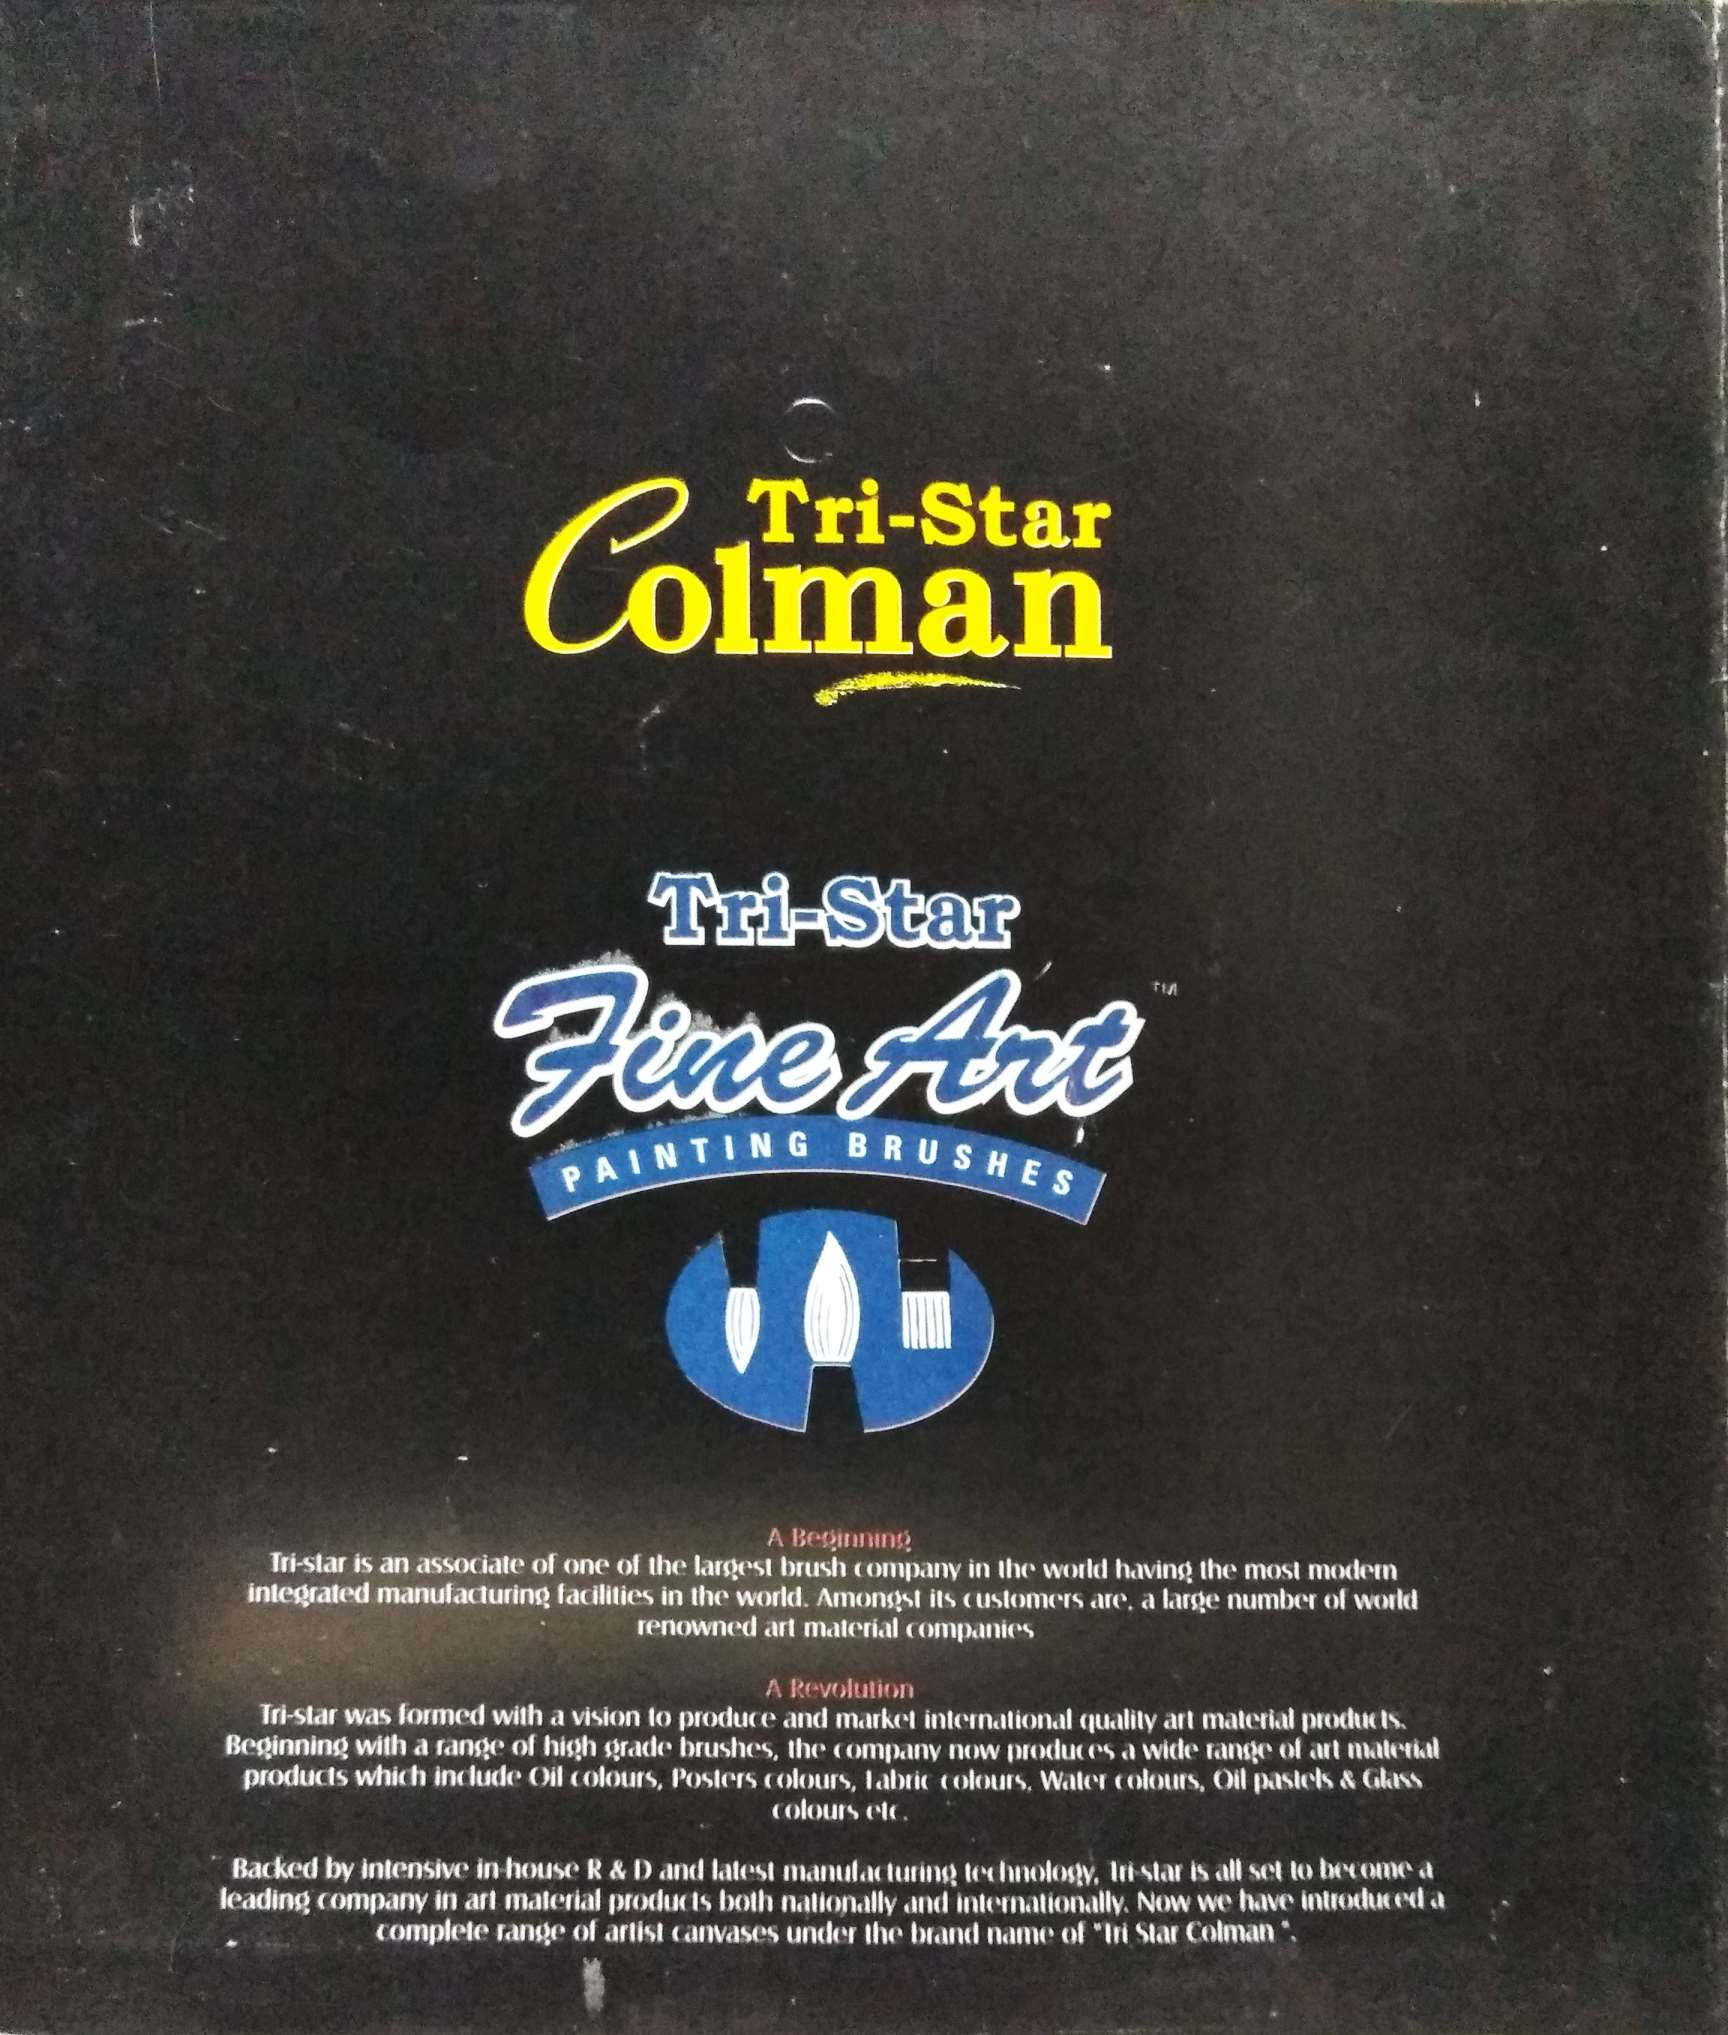 Tri-Star
Colman
Tri-Star
Fine Art™
PAINTING BRUSHES
A Beginning
Tri-star is an associate of one of the largest brush company in the world having the most modern
integrated manufacturing facilities in the world. Amongst its customers are, a large number of world
renowned art material companies
A Revolution
Tri-star was formed with a vision to produce and market international quality art material products.
Beginning with a range of high grade brushes, the company now produces a wide range of art material
products which include Oil colours, Posters colours, Fabric colours, Water colours, Oil pastels & Glass
colours etc.
Backed by intensive in-house R & D and latest manufacturing technology, Tri-star is all set to become a
leading company in art material products both nationally and internationally. Now we have introduced a
complete range of artist canvases under the brand name of "Tri Star Colman ".